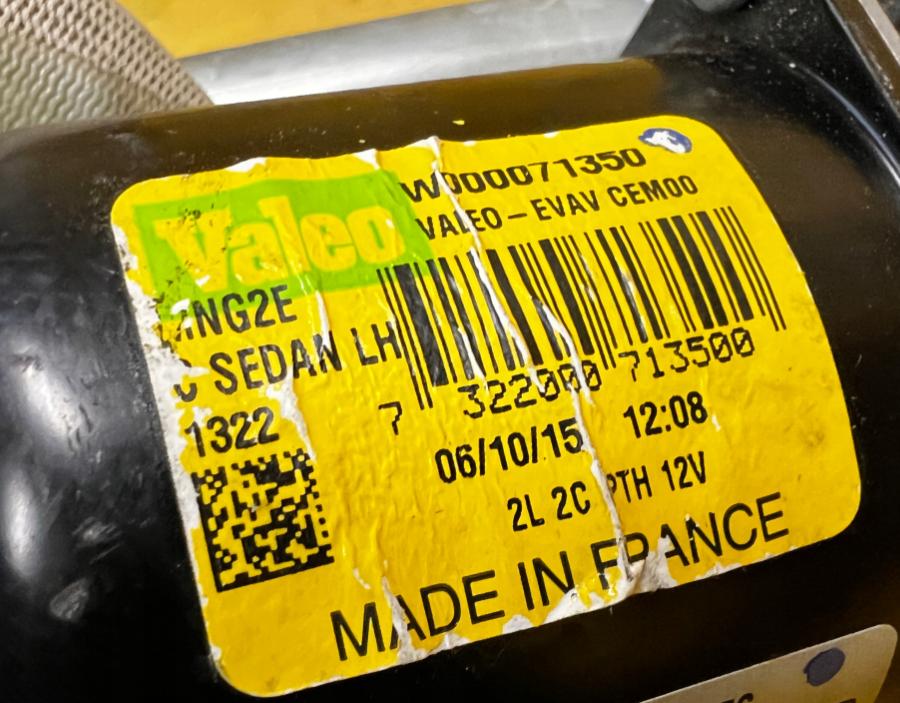 W000071350
Valeo
VALEO – EVAV CEM00
NG2E
SEDAN LH
7 322000 713500
1322
06/10/15 12:08
2L 2C PTH 12V
MADE IN FRANCE